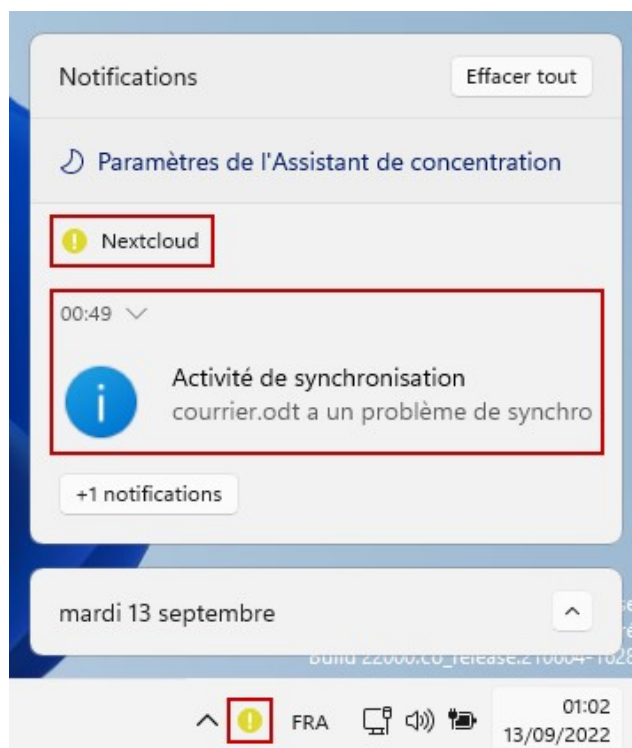 Notifications
Effacer tout
Paramètres de l'Assistant de concentration
Nextcloud
00:49
Activité de synchronisation
courrier.odt a un problème de synchro
+1 notifications
mardi 13 septembre
FRA
01:02
13/09/2022